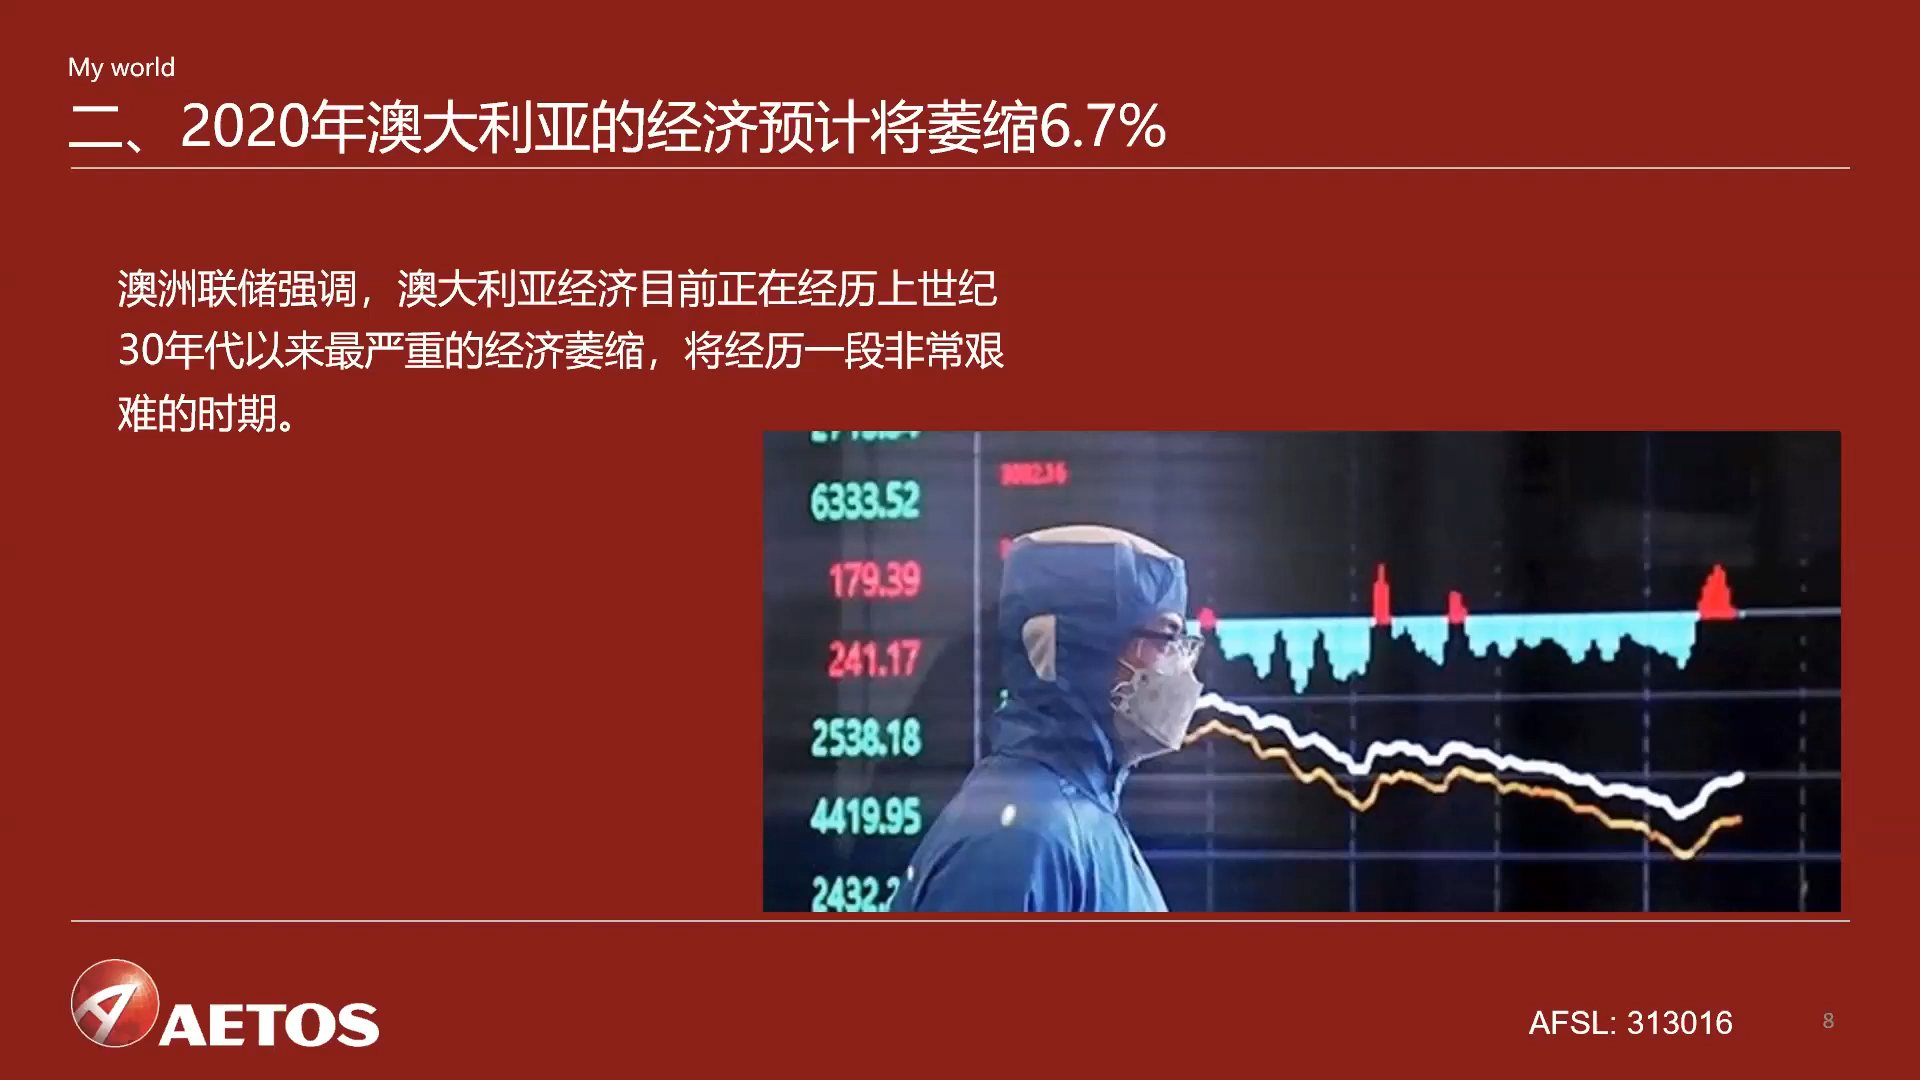 My world
二、2020年澳大利亚的经济预计将萎缩6.7%
澳洲联储强调，澳大利亚经济目前正在经历上世纪
30年代以来最严重的经济萎缩，将经历一段非常艰
难的时期。
6333.52
179.39
241.17
2538.18
4419.95
AETOS
AFSL: 313016
8